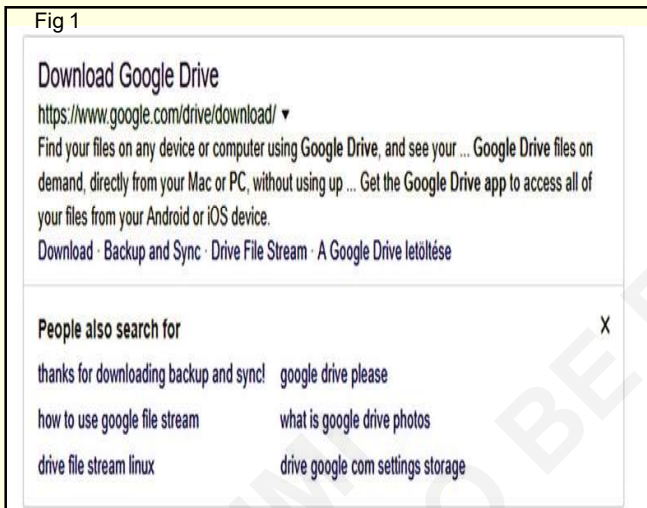 Fig 1
Download Google Drive
https://www.google.com/drive/download/ ▾
Find your files on any device or computer using Google Drive, and see your ... Google Drive files on
demand, directly from your Mac or PC, without using up ... Get the Google Drive app to access all of
your files from your Android or iOS device.
Download · Backup and Sync · Drive File Stream · A Google Drive letöltése
People also search for X
thanks for downloading backup and sync! google drive please
how to use google file stream what is google drive photos
drive file stream linux drive google com settings storage